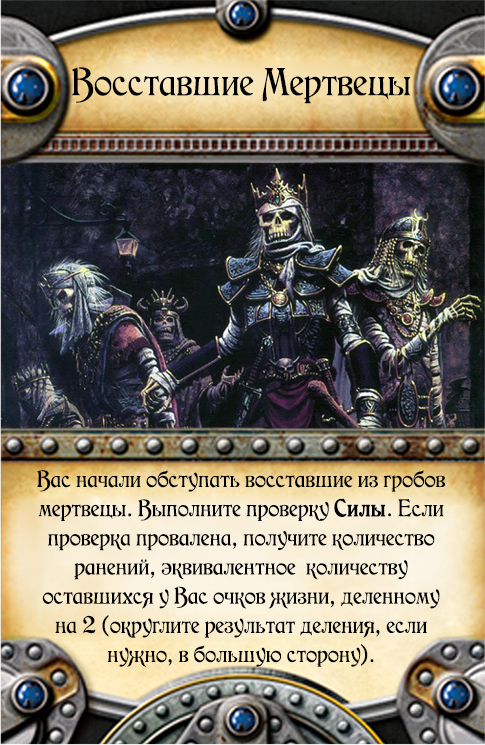 Восставшие Мертвецы
Вас начали обступать восставшие из гробов
мертвецы. Выполните проверку Силы. Если
проверка провалена, получите количество
ранений, эквивалентное количеству
оставшихся у Вас очков жизни, деленному
на 2 (округлите результат деления, если
нужно, в большую сторону).